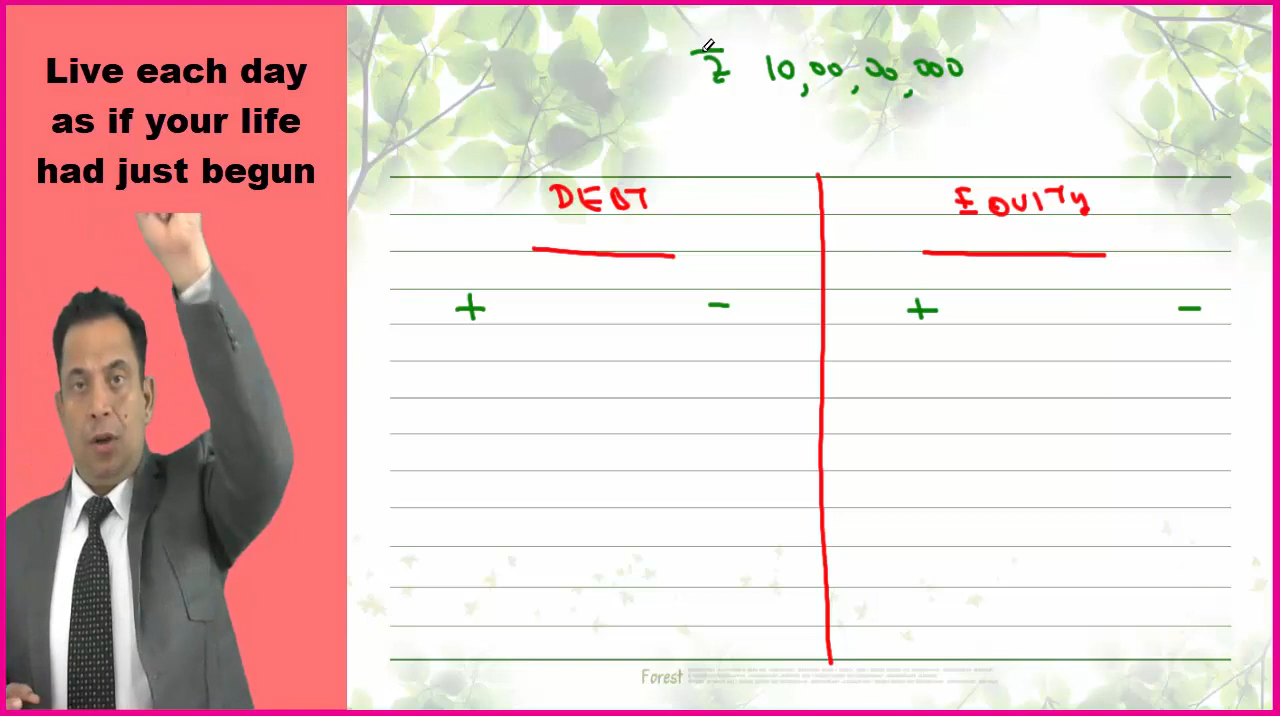 Live each day
as if your life
had just begun
₹ 10,00,00,000
DEBT
EQUITY
+ - + -
Forest